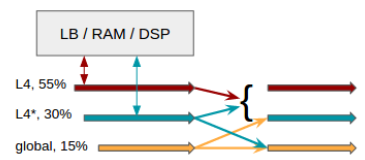 LB / RAM / DSP
L4, 55%
L4*, 30%
global, 15%
{